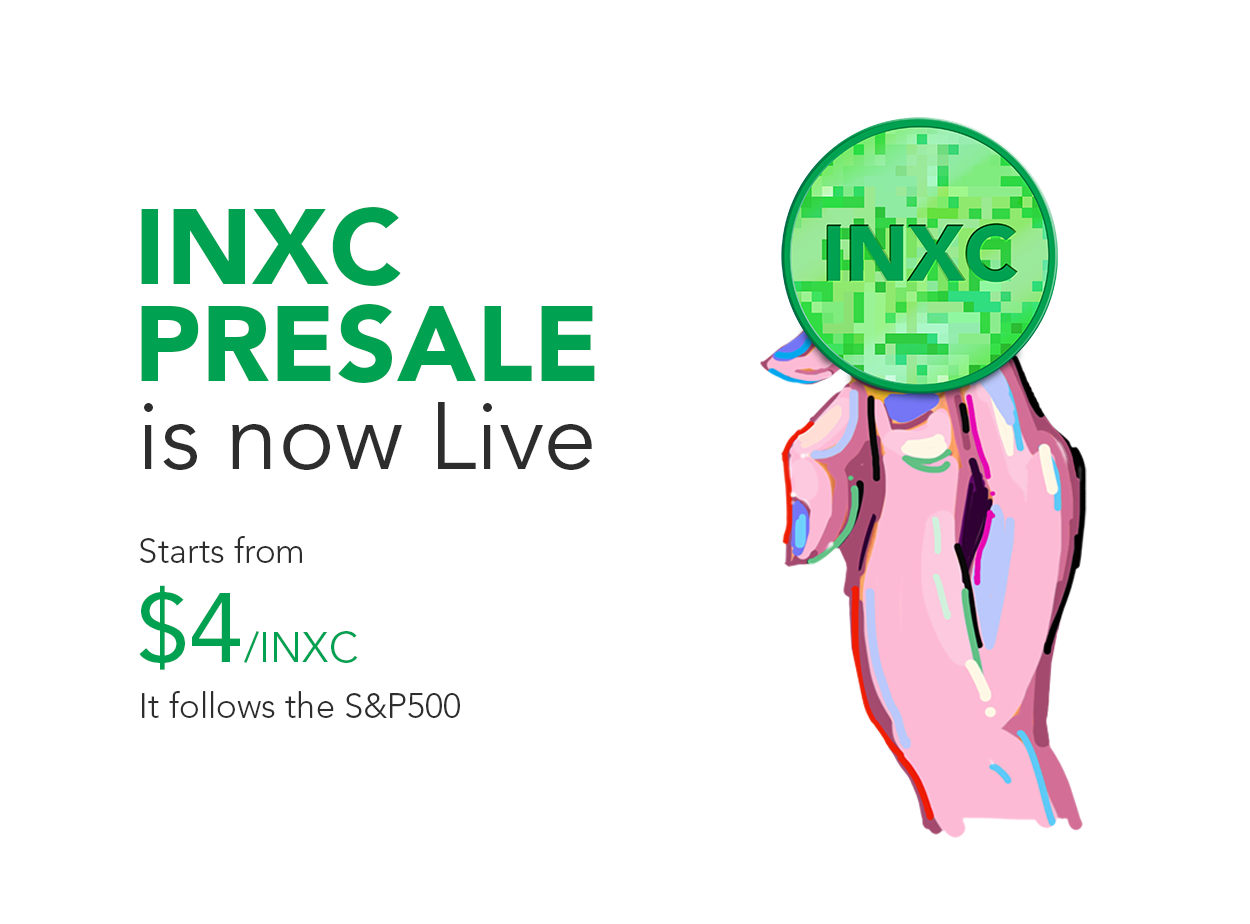 INXC
PRESALE
is now Live
Starts from
$4/INXC
It follows the S&P500
INXC